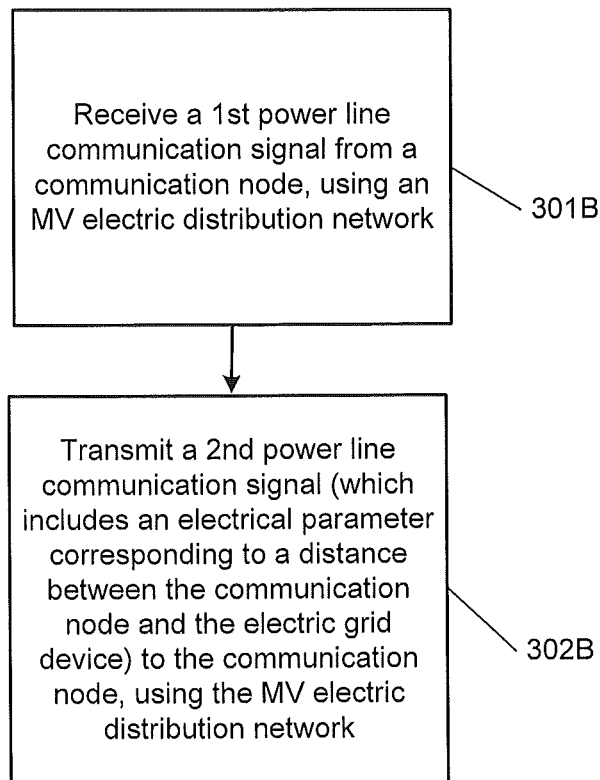 Receive a 1st power line
communication signal from a
communication node, using an
MV electric distribution network
301B
Transmit a 2nd power line
communication signal (which
includes an electrical parameter
corresponding to a distance
between the communication
node and the electric grid
device) to the communication
node, using the MV electric
distribution network
302B